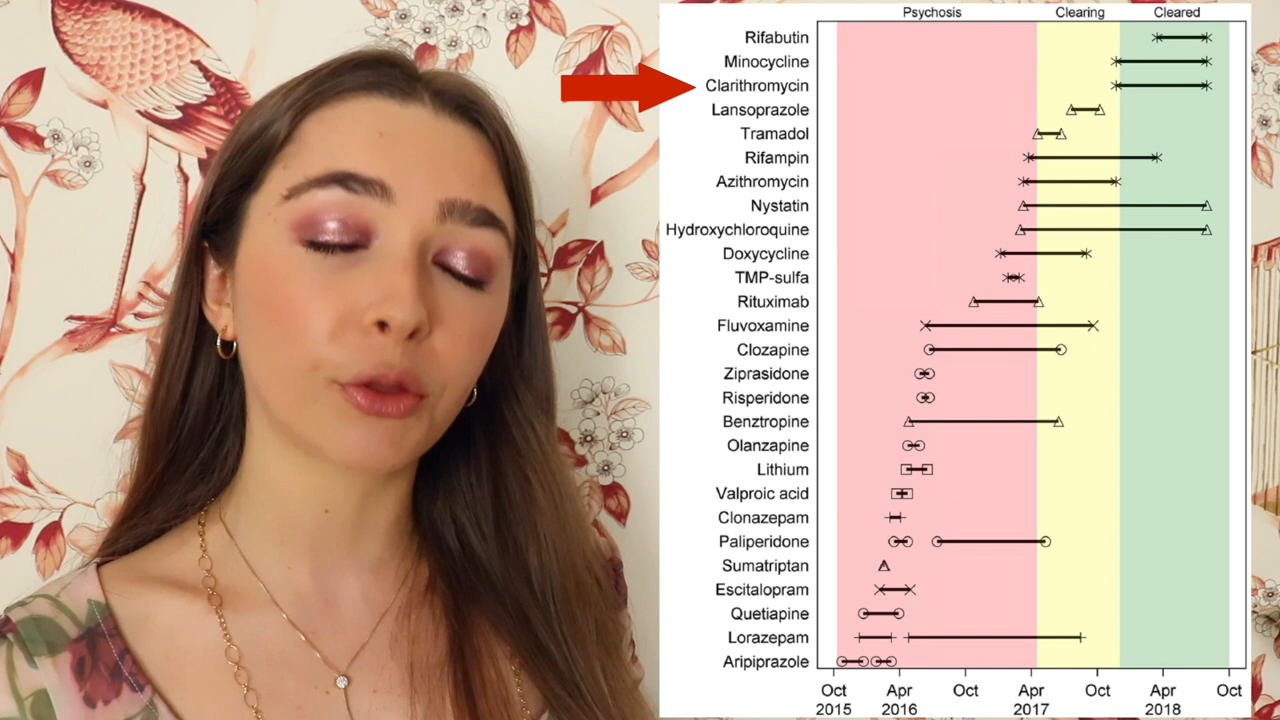 Psychosis Clearing Cleared
Rifabutin
Minocycline
Clarithromycin
Lansoprazole
Tramadol
Rifampin
Azithromycin
Nystatin
Hydroxychloroquine
Doxycycline
TMP-sulfa
Rituximab
Fluvoxamine
Clozapine
Ziprasidone
Risperidone
Benztropine
Olanzapine
Lithium
Valproic acid
Clonazepam
Paliperidone
Sumatriptan
Escitalopram
Quetiapine
Lorazepam
Aripiprazole
Oct Apr Oct Apr Oct Apr Oct
2015 2016 2017 2018